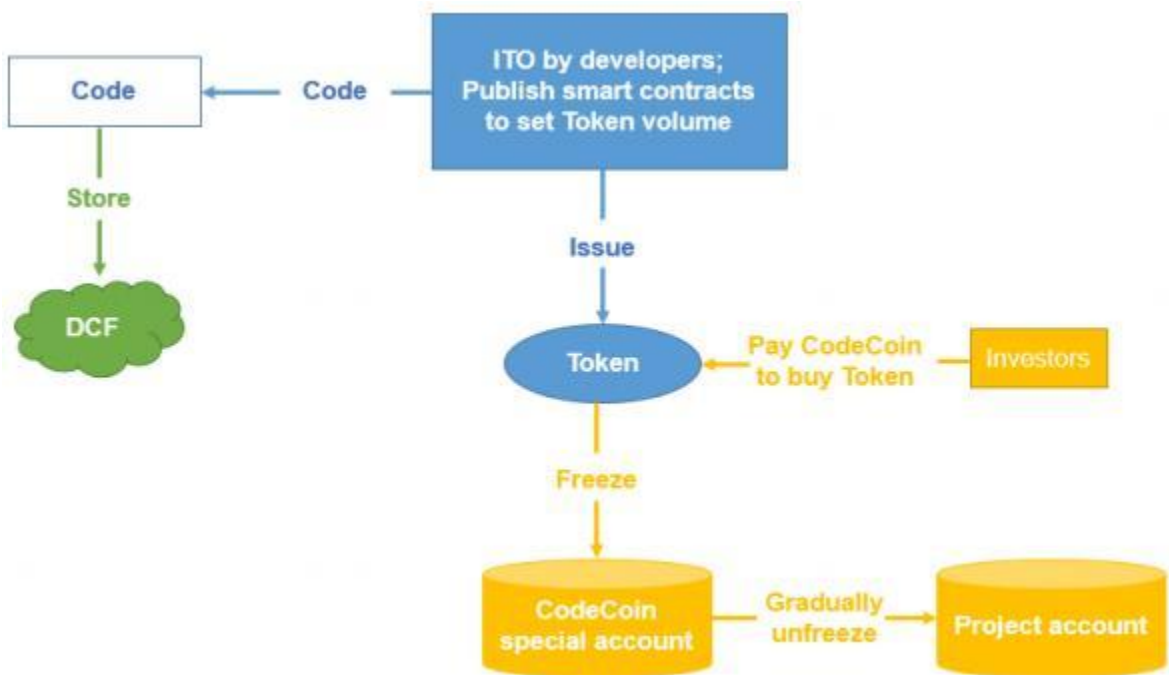 ITO by developers;
Publish smart contracts
to set Token volume
Code
Code
Store
DCF
Issue
Token
Pay CodeCoin
to buy Token
Investors
Freeze
CodeCoin
special account
Gradually
unfreeze
Project account